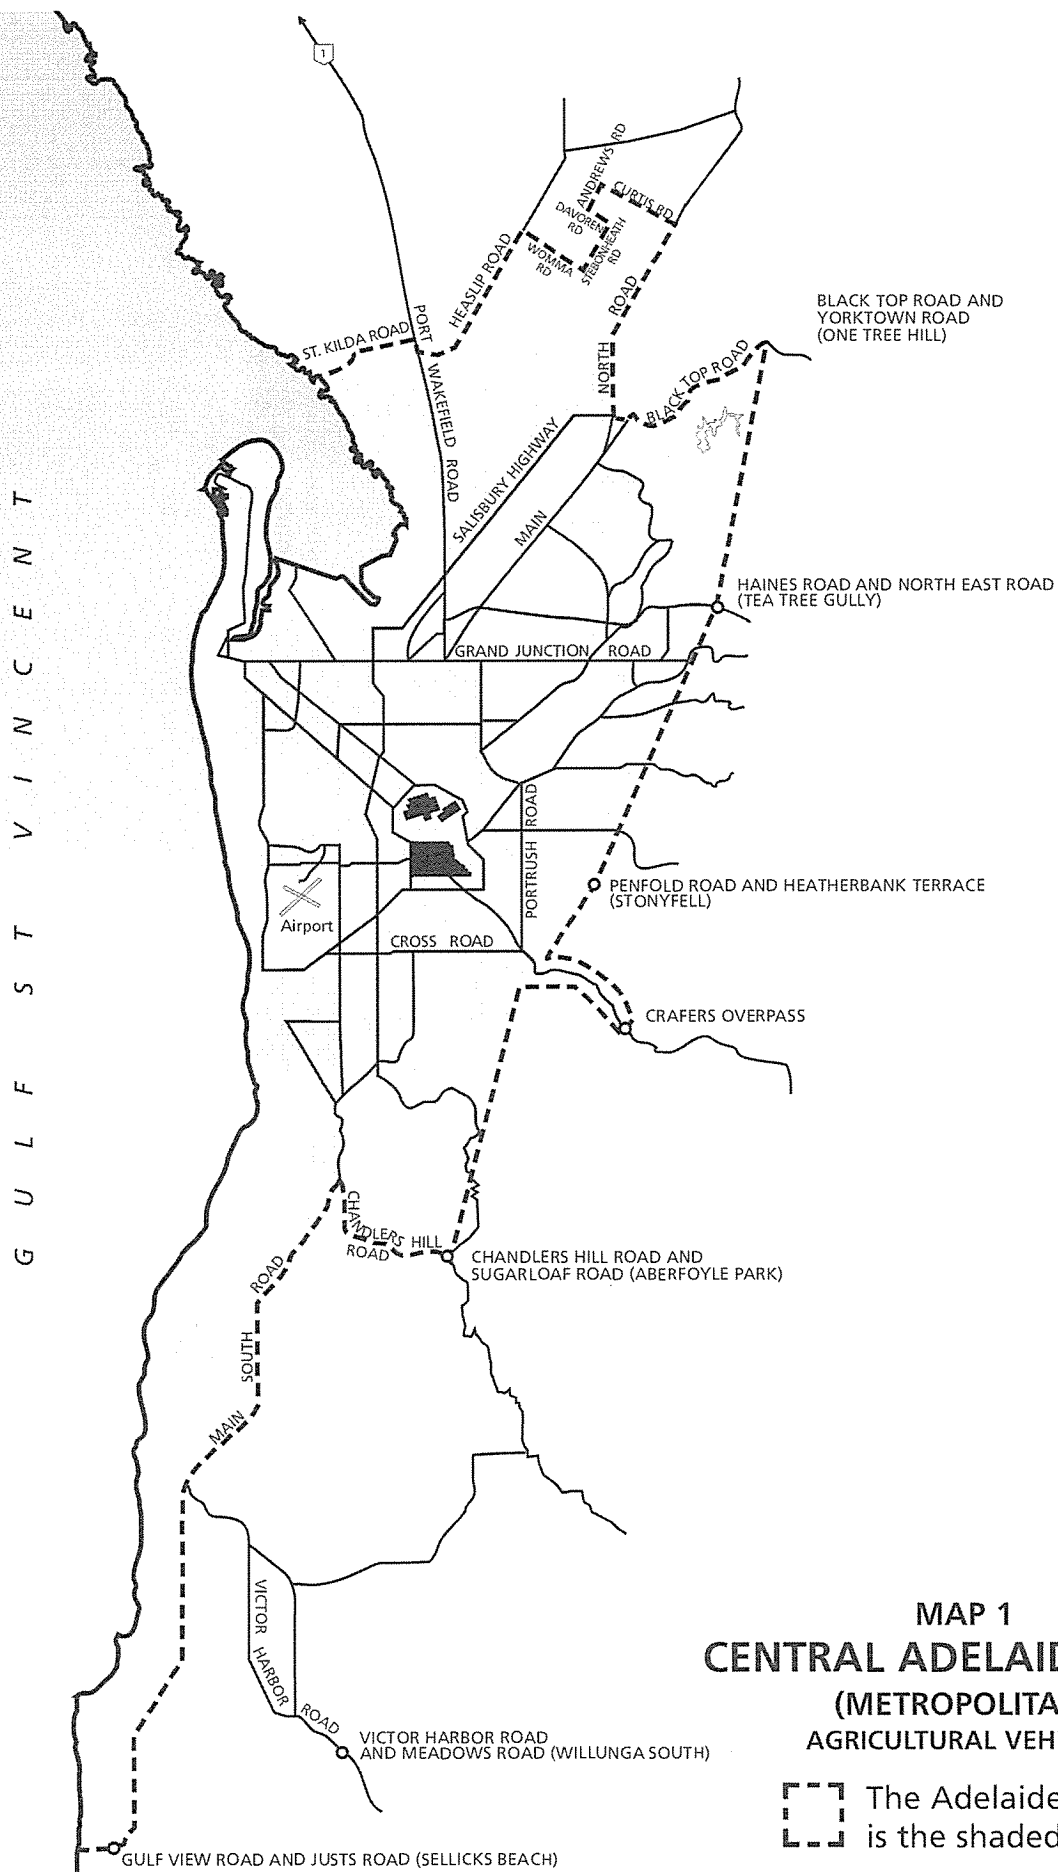 1
ANDREWS RD
CURTIS RD
DAVOREN
RD
STEBONHEATH
RD
WOMMA
RD
HEASLIP ROAD
ST. KILDA ROAD
PORT WAKEFIELD ROAD
NORTH ROAD
BLACK TOP ROAD
BLACK TOP ROAD AND
YORKTOWN ROAD
(ONE TREE HILL)
SALISBURY HIGHWAY
MAIN
HAINES ROAD AND NORTH EAST ROAD
(TEA TREE GULLY)
GRAND JUNCTION ROAD
GULF ST VINCENT
PORTRUSH ROAD
PENFOLD ROAD AND HEATHERBANK TERRACE
(STONYFELL)
Airport
CROSS ROAD
CRAFERS OVERPASS
CHANDLERS HILL
ROAD
CHANDLERS HILL ROAD AND
SUGARLOAF ROAD (ABERFOYLE PARK)
MAIN SOUTH ROAD
VICTOR HARBOR ROAD
VICTOR HARBOR ROAD
AND MEADOWS ROAD (WILLUNGA SOUTH)
GULF VIEW ROAD AND JUSTS ROAD (SELLICKS BEACH)
MAP 1
CENTRAL ADELAID
(METROPOLITA
AGRICULTURAL VEH
The Adelaide
is the shaded